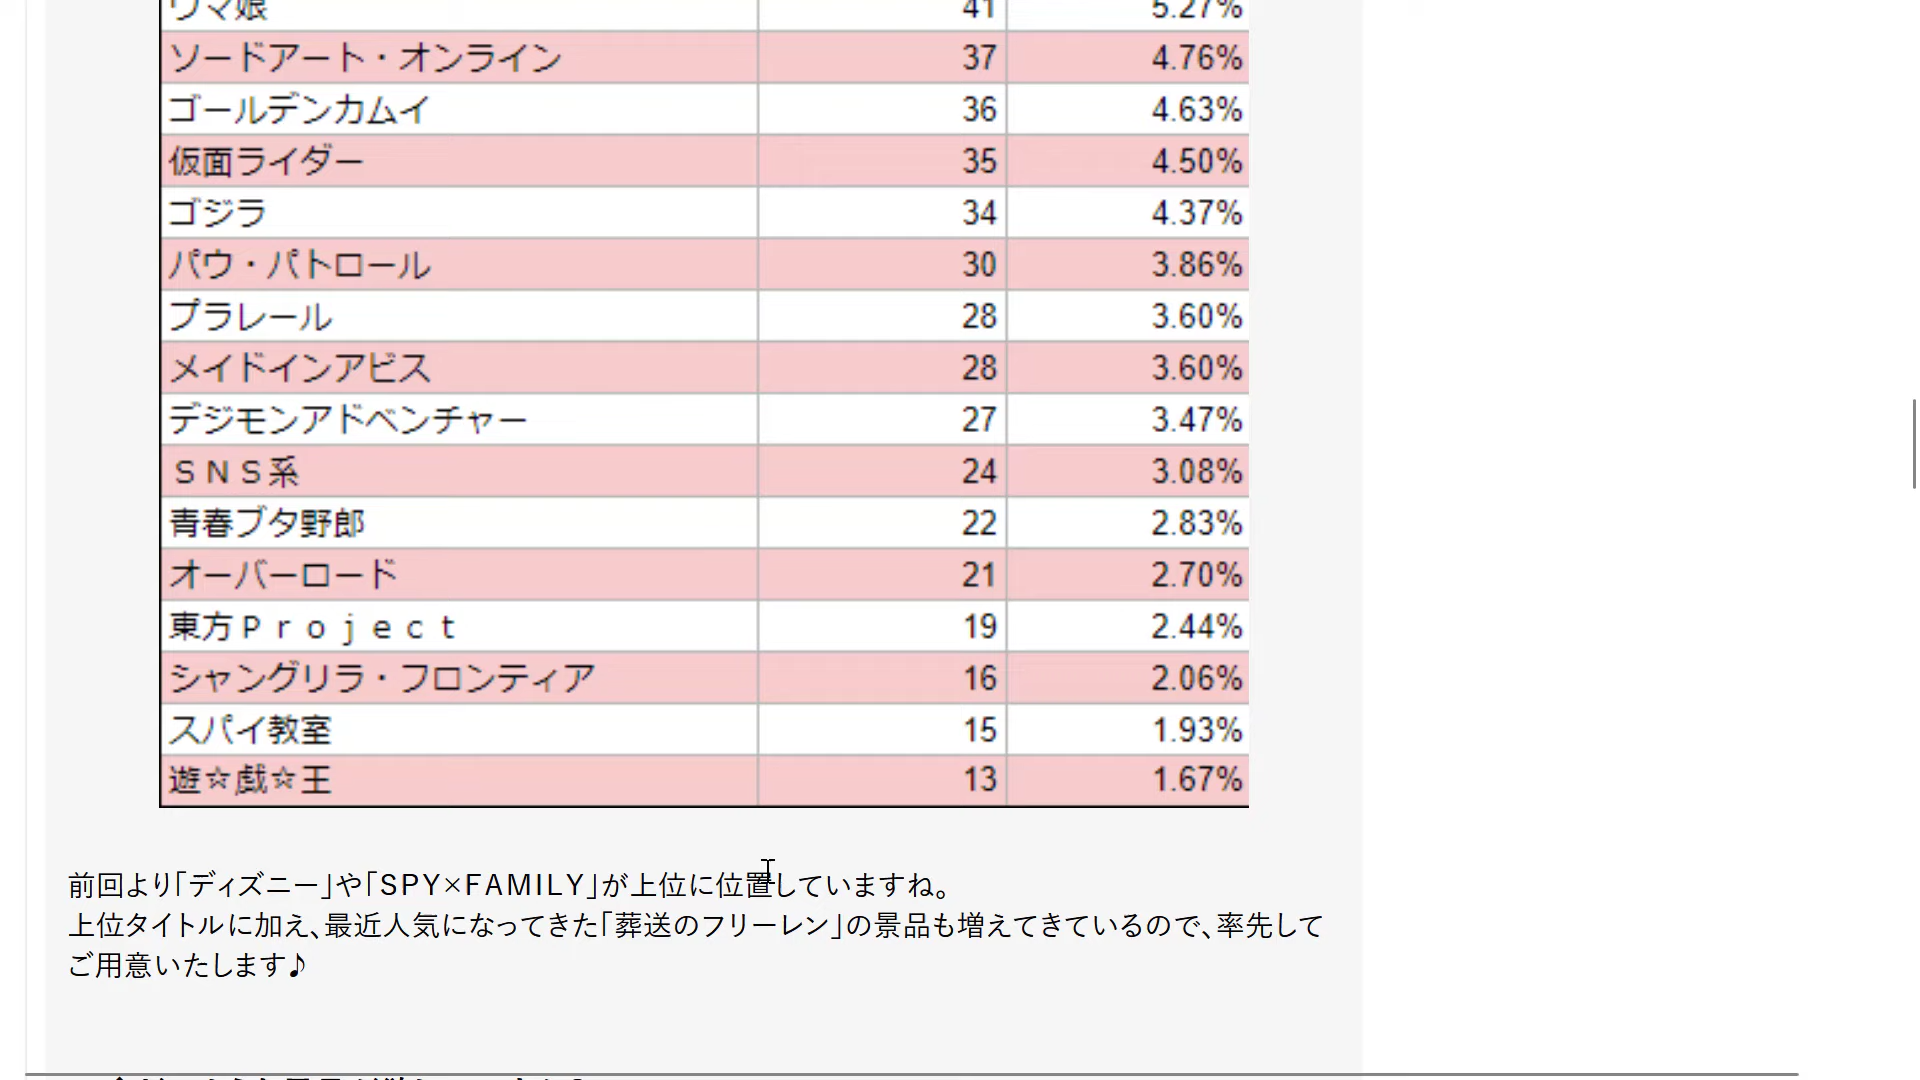 ウマ娘 41 5.27%
ソードアート・オンライン 37 4.76%
ゴールデンカムイ 36 4.63%
仮面ライダー 35 4.50%
ゴジラ 34 4.37%
パウ・パトロール 30 3.86%
プラレール 28 3.60%
メイドインアビス 28 3.60%
デジモンアドベンチャー 27 3.47%
ＳＮＳ系 24 3.08%
青春ブタ野郎 22 2.83%
オーバーロード 21 2.70%
東方Ｐｒｏｊｅｃｔ 19 2.44%
シャングリラ・フロンティア 16 2.06%
スパイ教室 15 1.93%
遊☆戯☆王 13 1.67%
前回より「ディズニー」や「SPY×FAMILY」が上位に位置していますね。
上位タイトルに加え、最近人気になってきた「葬送のフリーレン」の景品も増えてきているので、率先して
ご用意いたします♪